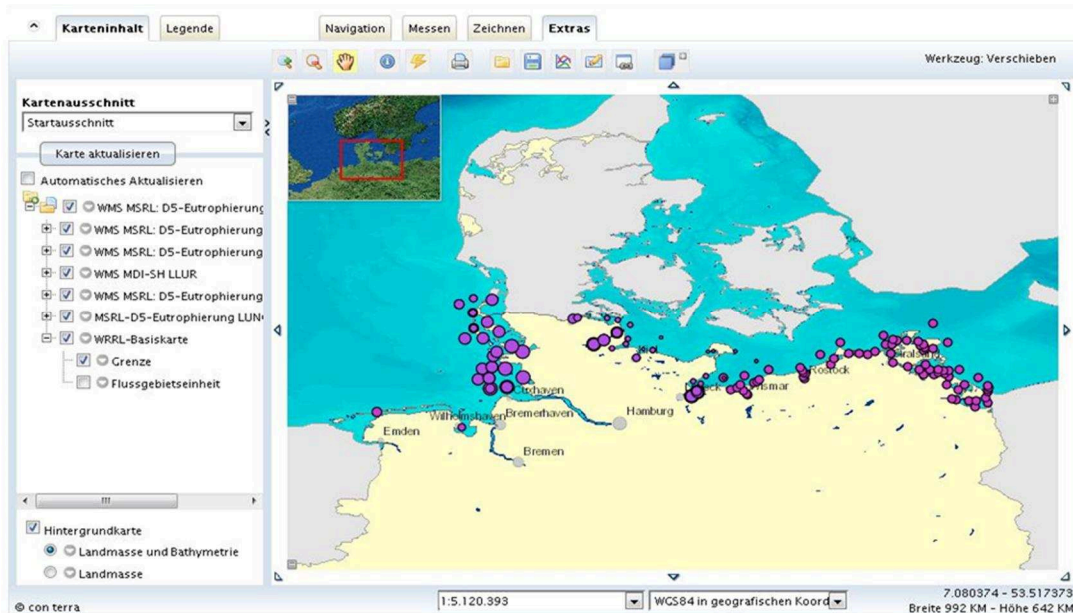 Karteninhalt Legende Navigation Messen Zeichnen Extras
Werkzeug: Verschieben
Kartenausschnitt
Startausschnitt
Karte aktualisieren
Automatisches Aktualisieren
WMS MSRL: D5-Eutrophierung
WMS MSRL: D5-Eutrophierung
WMS MSRL: D5-Eutrophierung
WMS MDI-SH LLUR
WMS MSRL: D5-Eutrophierung
MSRL-D5-Eutrophierung LUN
WRRL-Basiskarte
Grenze
Flussgebietseinheit
Hintergrundkarte
Landmasse und Bathymetrie
Landmasse
Kiel
Stralsund
Rostock
Wismar
Cuxhaven
Wilhelmshaven Bremerhaven Hamburg
Emden
Bremen
© con terra
1:5.120.393 WGS84 in geografischen Koord
7.080374 - 53.517373
Breite 992 KM - Höhe 642 KM